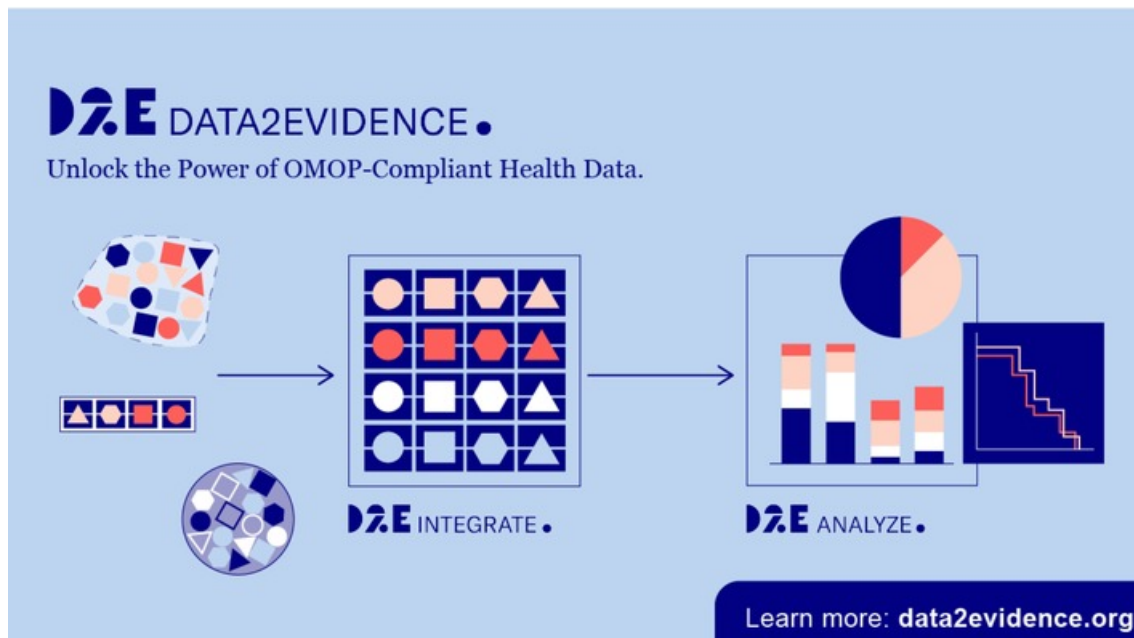 D2E DATA2EVIDENCE.
Unlock the Power of OMOP-Compliant Health Data.
D2E INTEGRATE.
D2E ANALYZE.
Learn more: data2evidence.org